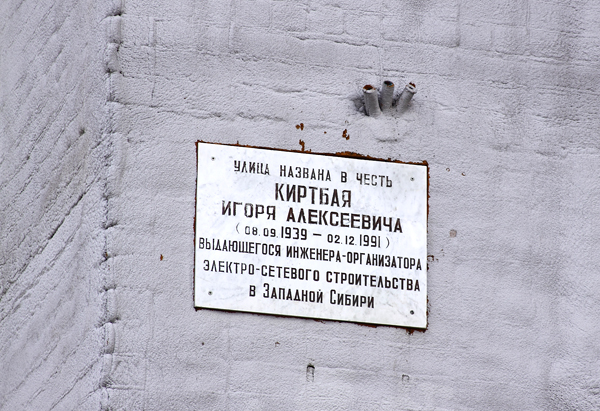 УЛИЦА НАЗВАНА В ЧЕСТЬ
КИРТБАЯ
ИГОРЯ АЛЕКСЕЕВИЧА
( 08.09.1939 – 02.12.1991 )
ВЫДАЮЩЕГОСЯ ИНЖЕНЕРА-ОРГАНИЗАТОРА
ЭЛЕКТРО-СЕТЕВОГО СТРОИТЕЛЬСТВА
В ЗАПАДНОЙ СИБИРИ